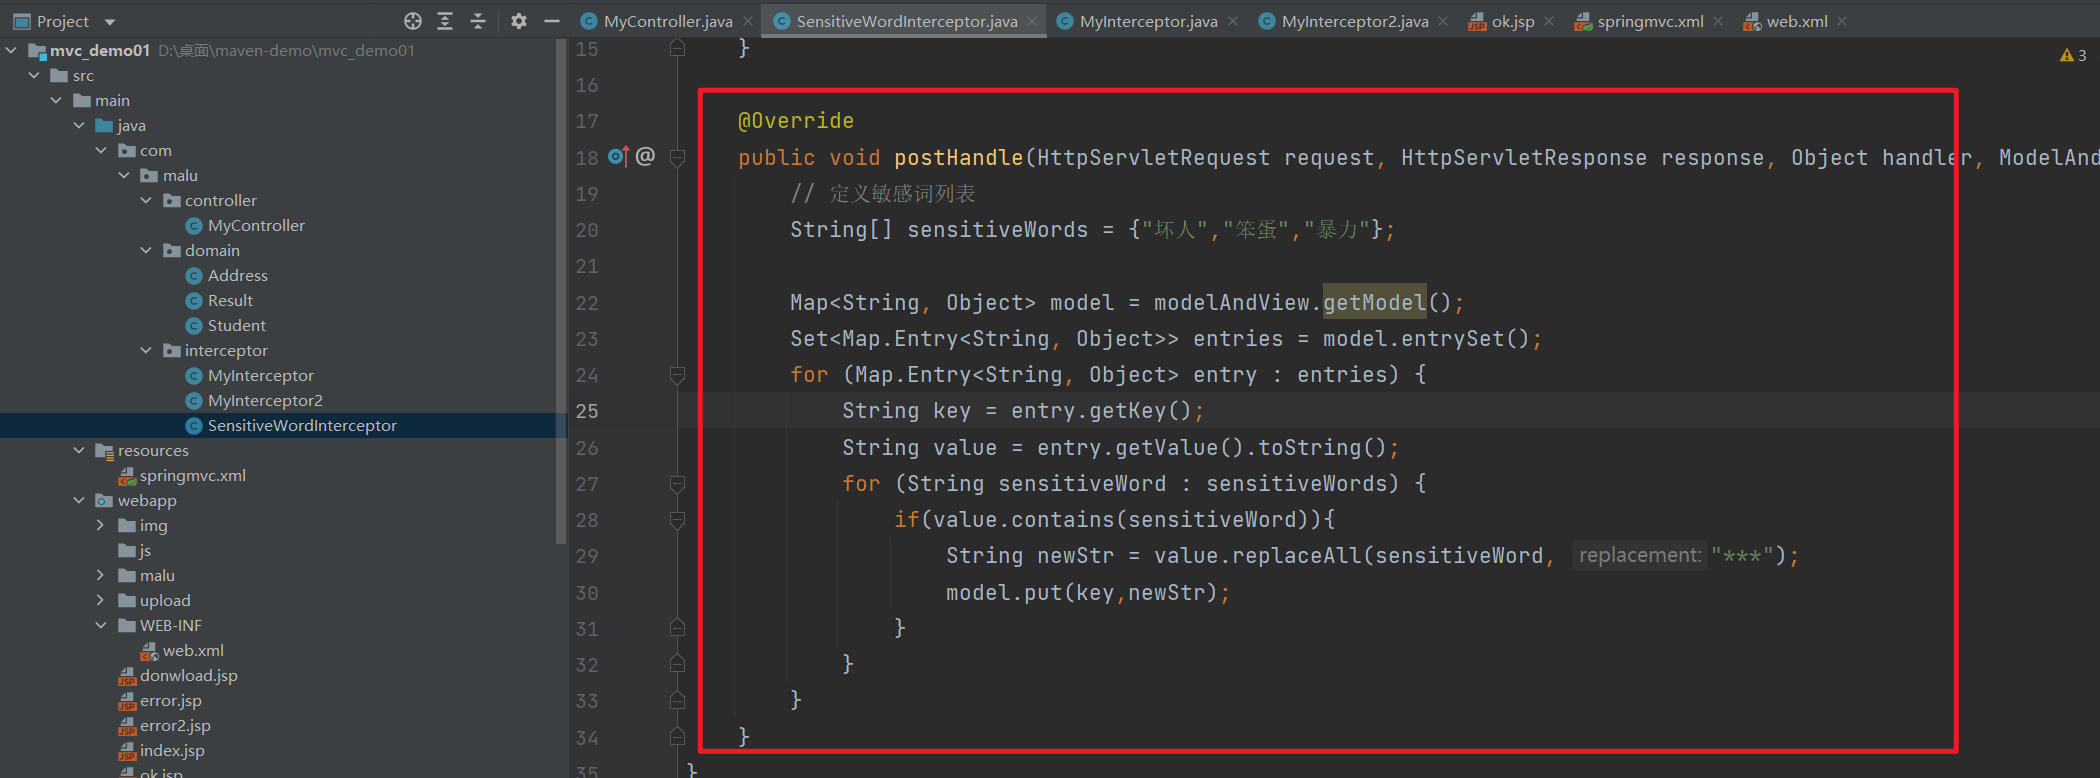 Project
MyController.java
SensitiveWordInterceptor.java
MyInterceptor.java
MyInterceptor2.java
ok.jsp
springmvc.xml
web.xml
mvc_demo01 D:\桌面\maven-demo\mvc_demo01
src
main
java
com
malu
controller
MyController
domain
Address
Result
Student
interceptor
MyInterceptor
MyInterceptor2
SensitiveWordInterceptor
resources
springmvc.xml
webapp
img
js
malu
upload
WEB-INF
web.xml
donwload.jsp
error.jsp
error2.jsp
index.jsp
ok.jsp
3
15 }
16
17 @Override
18 @ public void postHandle(HttpServletRequest request, HttpServletResponse response, Object handler, ModelAnd
19 // 定义敏感词列表
20 String[] sensitiveWords = {"坏人","笨蛋","暴力"};
21
22 Map<String, Object> model = modelAndView.getModel();
23 Set<Map.Entry<String, Object>> entries = model.entrySet();
24 for (Map.Entry<String, Object> entry : entries) {
25 String key = entry.getKey();
26 String value = entry.getValue().toString();
27 for (String sensitiveWord : sensitiveWords) {
28 if(value.contains(sensitiveWord)){
29 String newStr = value.replaceAll(sensitiveWord, replacement: "***");
30 model.put(key,newStr);
31 }
32 }
33 }
34 }
35 }